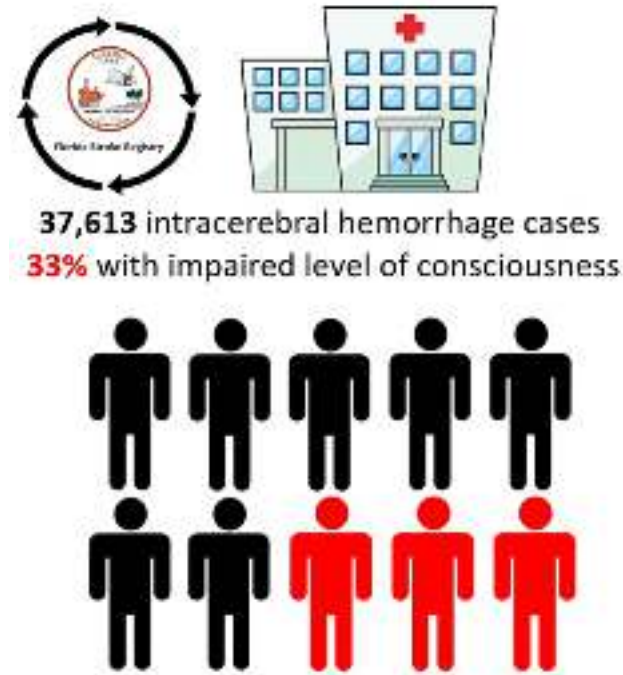 Florida Stroke Registry
37,613 intracerebral hemorrhage cases
33% with impaired level of consciousness